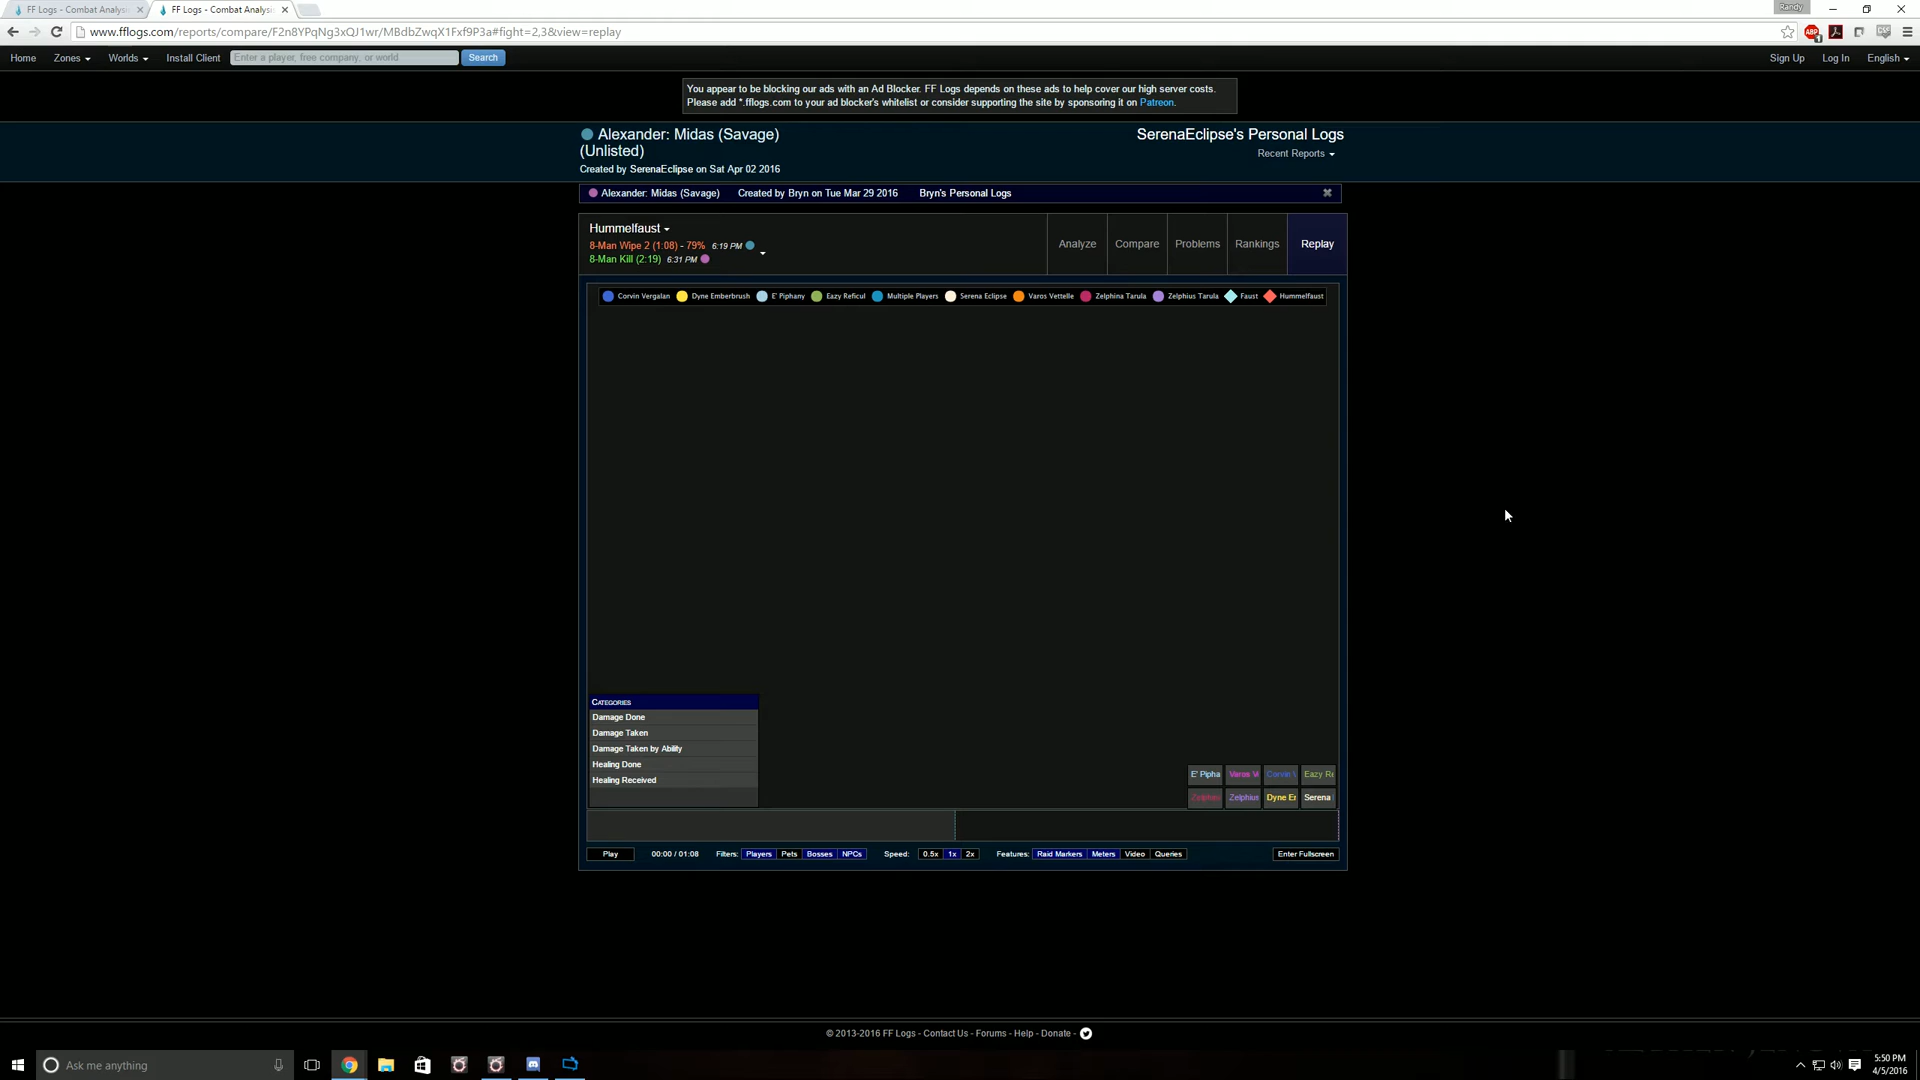 FF Logs - Combat Analysi
FF Logs - Combat Analysi
Randy
www.fflogs.com/reports/compare/F2n8YPqNg3xQJ1wr/MBdbZwqX1Fxf9P3a#fight=2,3&view=replay
Home Zones Worlds Install Client Enter a player, free company, or world Search Sign Up Log In English
You appear to be blocking our ads with an Ad Blocker. FF Logs depends on these ads to help cover our high server costs.
Please add *.fflogs.com to your ad blocker's whitelist or consider supporting the site by sponsoring it on Patreon.
Alexander: Midas (Savage) SerenaEclipse's Personal Logs
(Unlisted) Recent Reports
Created by SerenaEclipse on Sat Apr 02 2016
Alexander: Midas (Savage) Created by Bryn on Tue Mar 29 2016 Bryn's Personal Logs
Hummelfaust
8-Man Wipe 2 (1:08) - 79% 6:19 PM
8-Man Kill (2:19) 6:31 PM
Analyze Compare Problems Rankings Replay
Corvin Vergalan Dyne Emberbrush E' Piphany Eazy Reficul Multiple Players Serena Eclipse Varos Vettelle Zelphina Tarula Zelphius Tarula Faust Hummelfaust
Categories
Damage Done
Damage Taken
Damage Taken by Ability
Healing Done
Healing Received
E' Pipha Varos V Corvin V Eazy Re
Zelphius Dyne Er Serena
Play 00:00 / 01:08 Filters: Players Pets Bosses NPCs Speed: 0.5x 1x 2x Features: Raid Markers Meters Video Queries Enter Fullscreen
© 2013-2016 FF Logs - Contact Us - Forums - Help - Donate -
Ask me anything
5:50 PM
4/5/2016